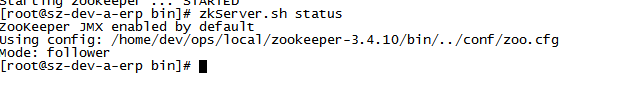 Starting zookeeper ... STARTED
[root@sz-dev-a-erp bin]# zkServer.sh status
ZooKeeper JMX enabled by default
Using config: /home/dev/ops/local/zookeeper-3.4.10/bin/../conf/zoo.cfg
Mode: follower
[root@sz-dev-a-erp bin]#